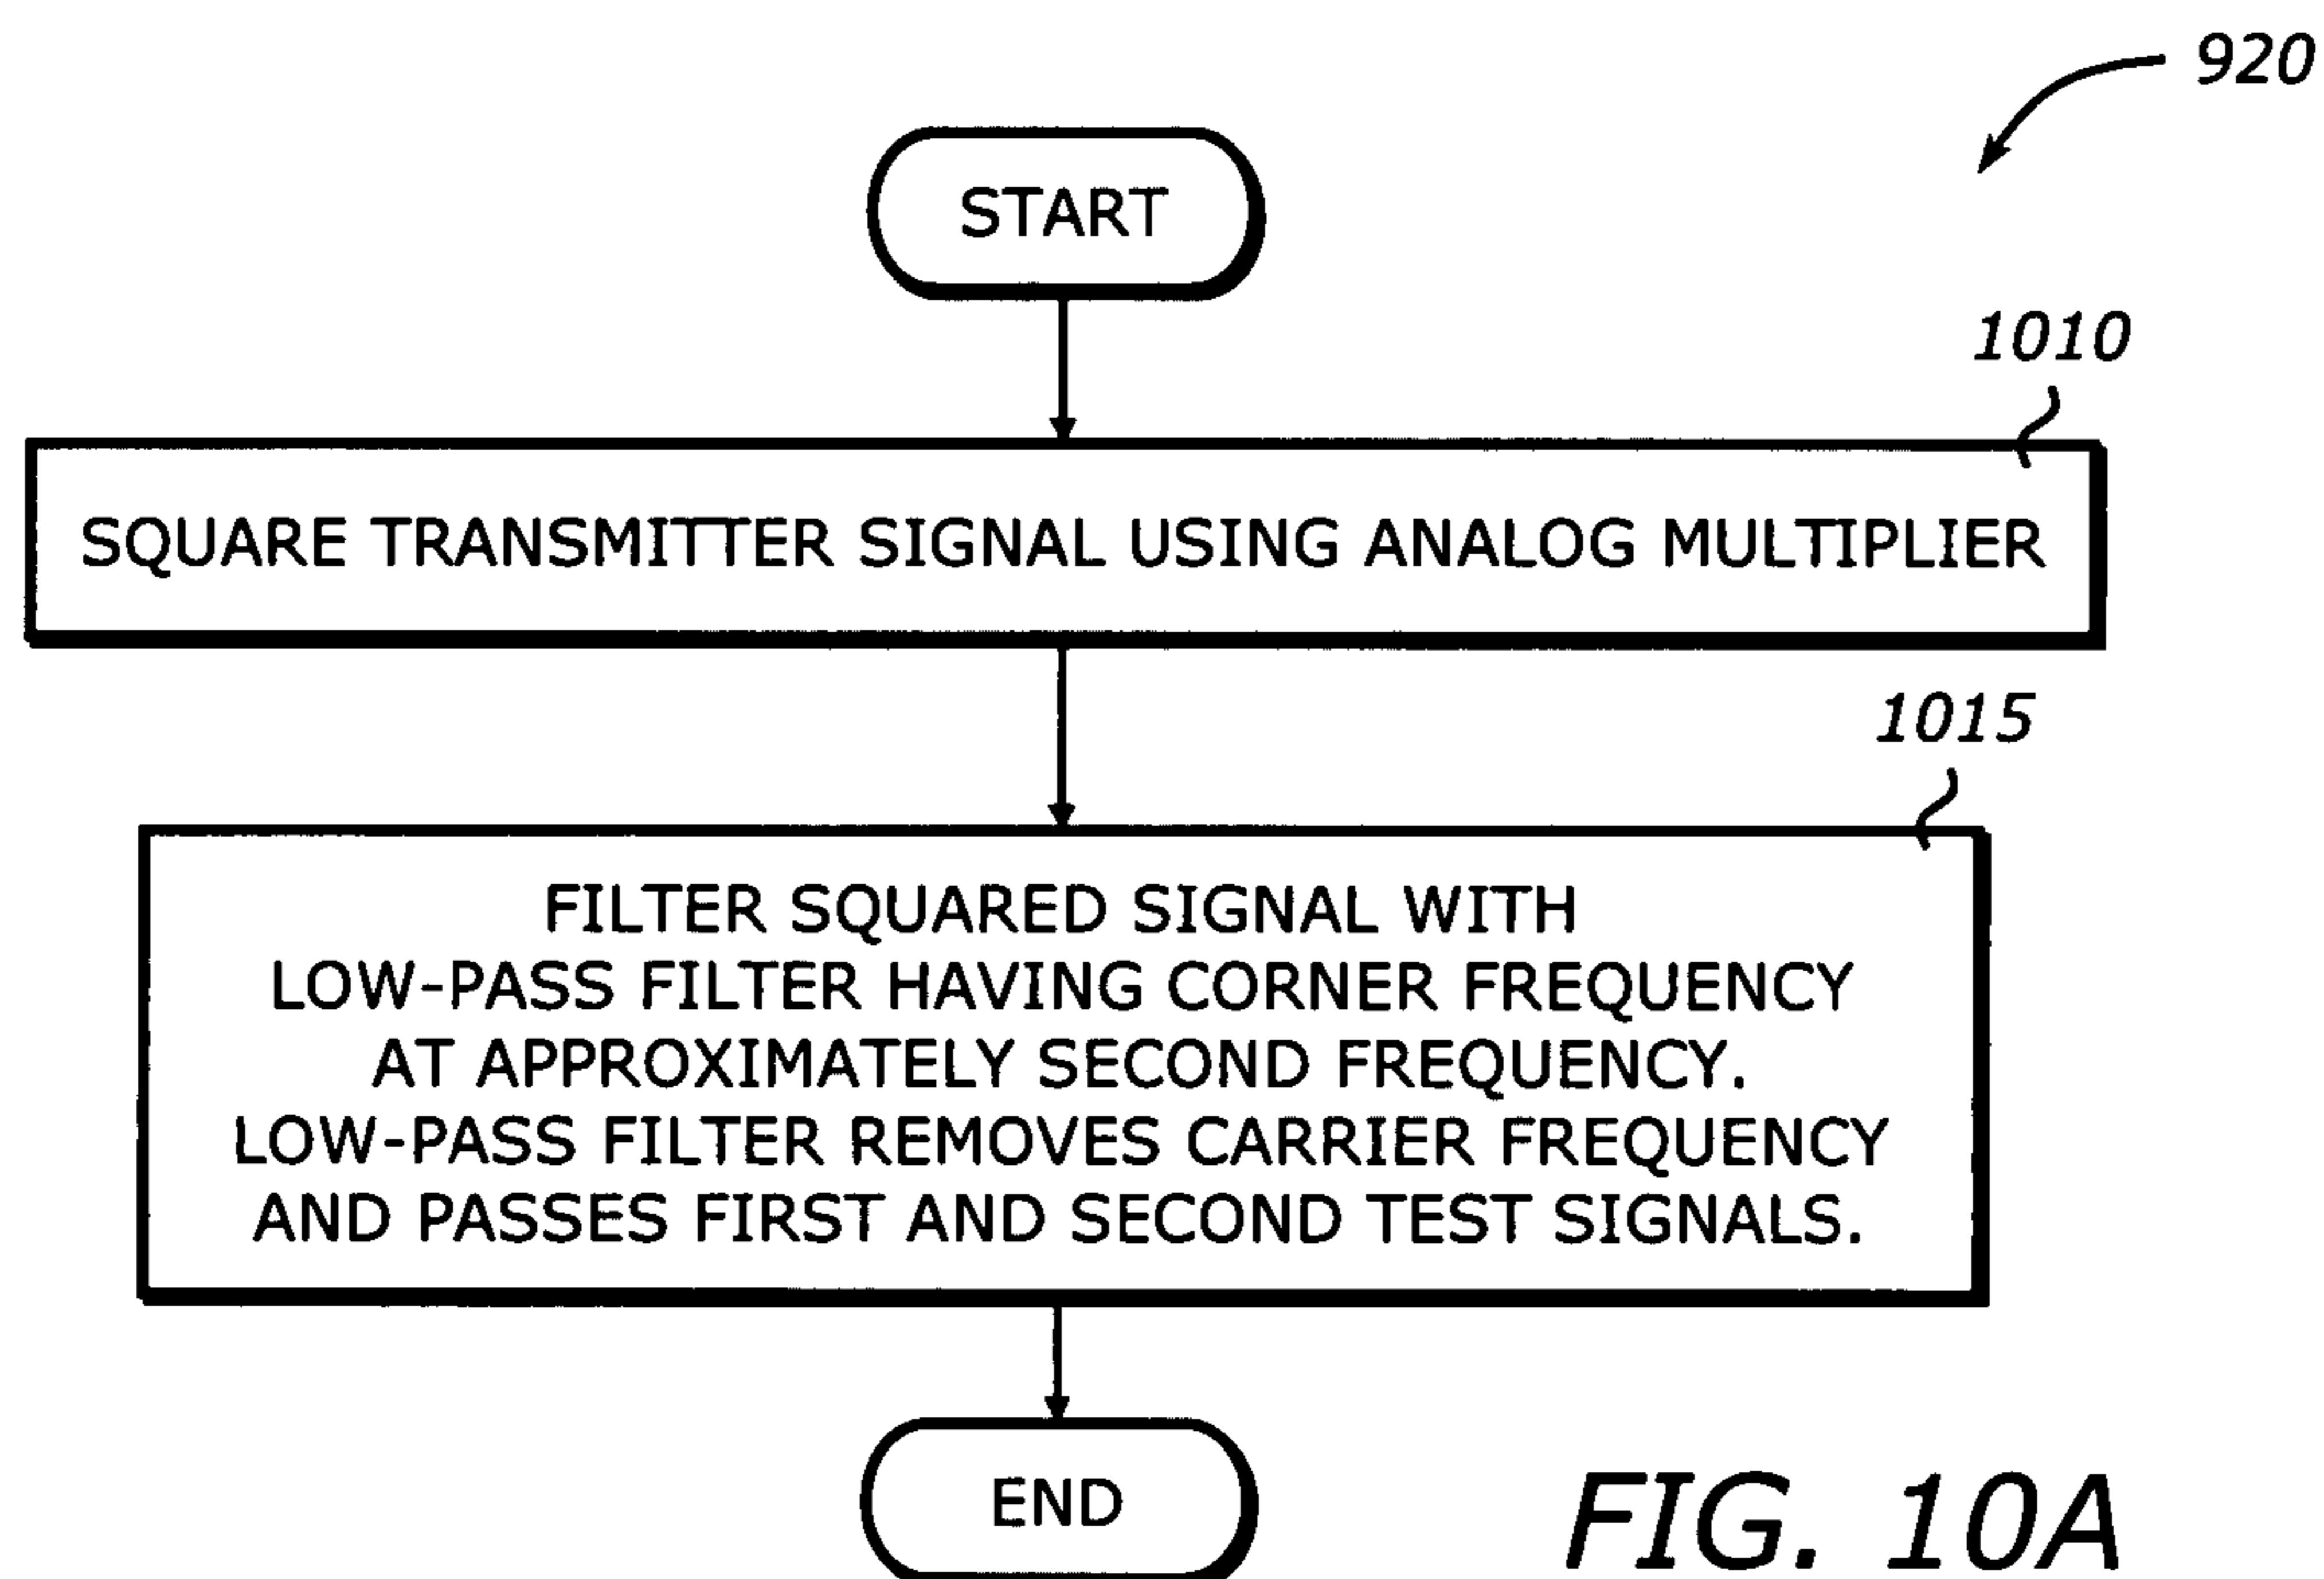 920
START
1010
SQUARE TRANSMITTER SIGNAL USING ANALOG MULTIPLIER
1015
FILTER SQUARED SIGNAL WITH
LOW-PASS FILTER HAVING CORNER FREQUENCY
AT APPROXIMATELY SECOND FREQUENCY.
LOW-PASS FILTER REMOVES CARRIER FREQUENCY
AND PASSES FIRST AND SECOND TEST SIGNALS.
END
FIG. 10A